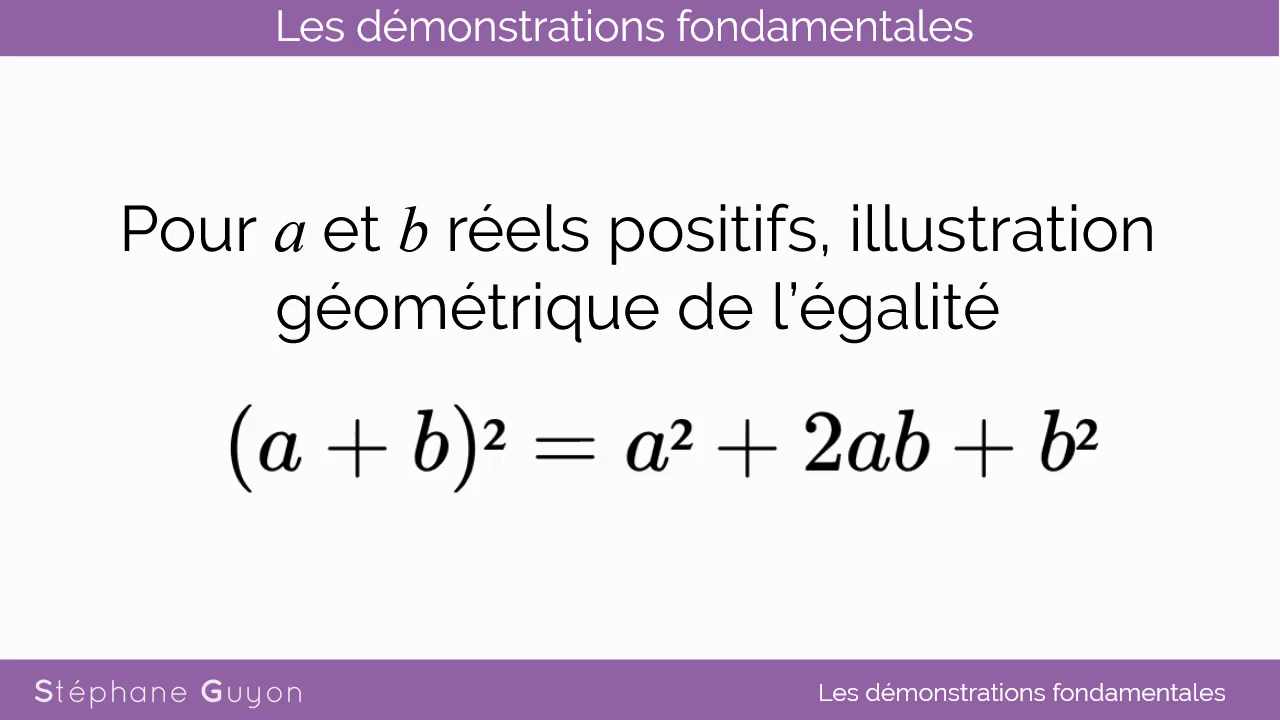 Les démonstrations fondamentales
Pour a et b réels positifs, illustration
géométrique de l’égalité
(a + b)² = a² + 2ab + b²
Stéphane Guyon
Les démonstrations fondamentales